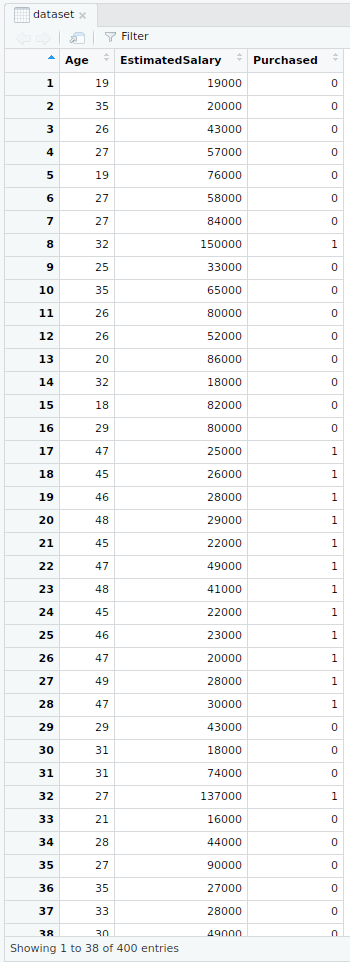 dataset ×
Filter
Age EstimatedSalary Purchased
1 19 19000 0
2 35 20000 0
3 26 43000 0
4 27 57000 0
5 19 76000 0
6 27 58000 0
7 27 84000 0
8 32 150000 1
9 25 33000 0
10 35 65000 0
11 26 80000 0
12 26 52000 0
13 20 86000 0
14 32 18000 0
15 18 82000 0
16 29 80000 0
17 47 25000 1
18 45 26000 1
19 46 28000 1
20 48 29000 1
21 45 22000 1
22 47 49000 1
23 48 41000 1
24 45 22000 1
25 46 23000 1
26 47 20000 1
27 49 28000 1
28 47 30000 1
29 29 43000 0
30 31 18000 0
31 31 74000 0
32 27 137000 1
33 21 16000 0
34 28 44000 0
35 27 90000 0
36 35 27000 0
37 33 28000 0
38 30 49000 0
Showing 1 to 38 of 400 entries